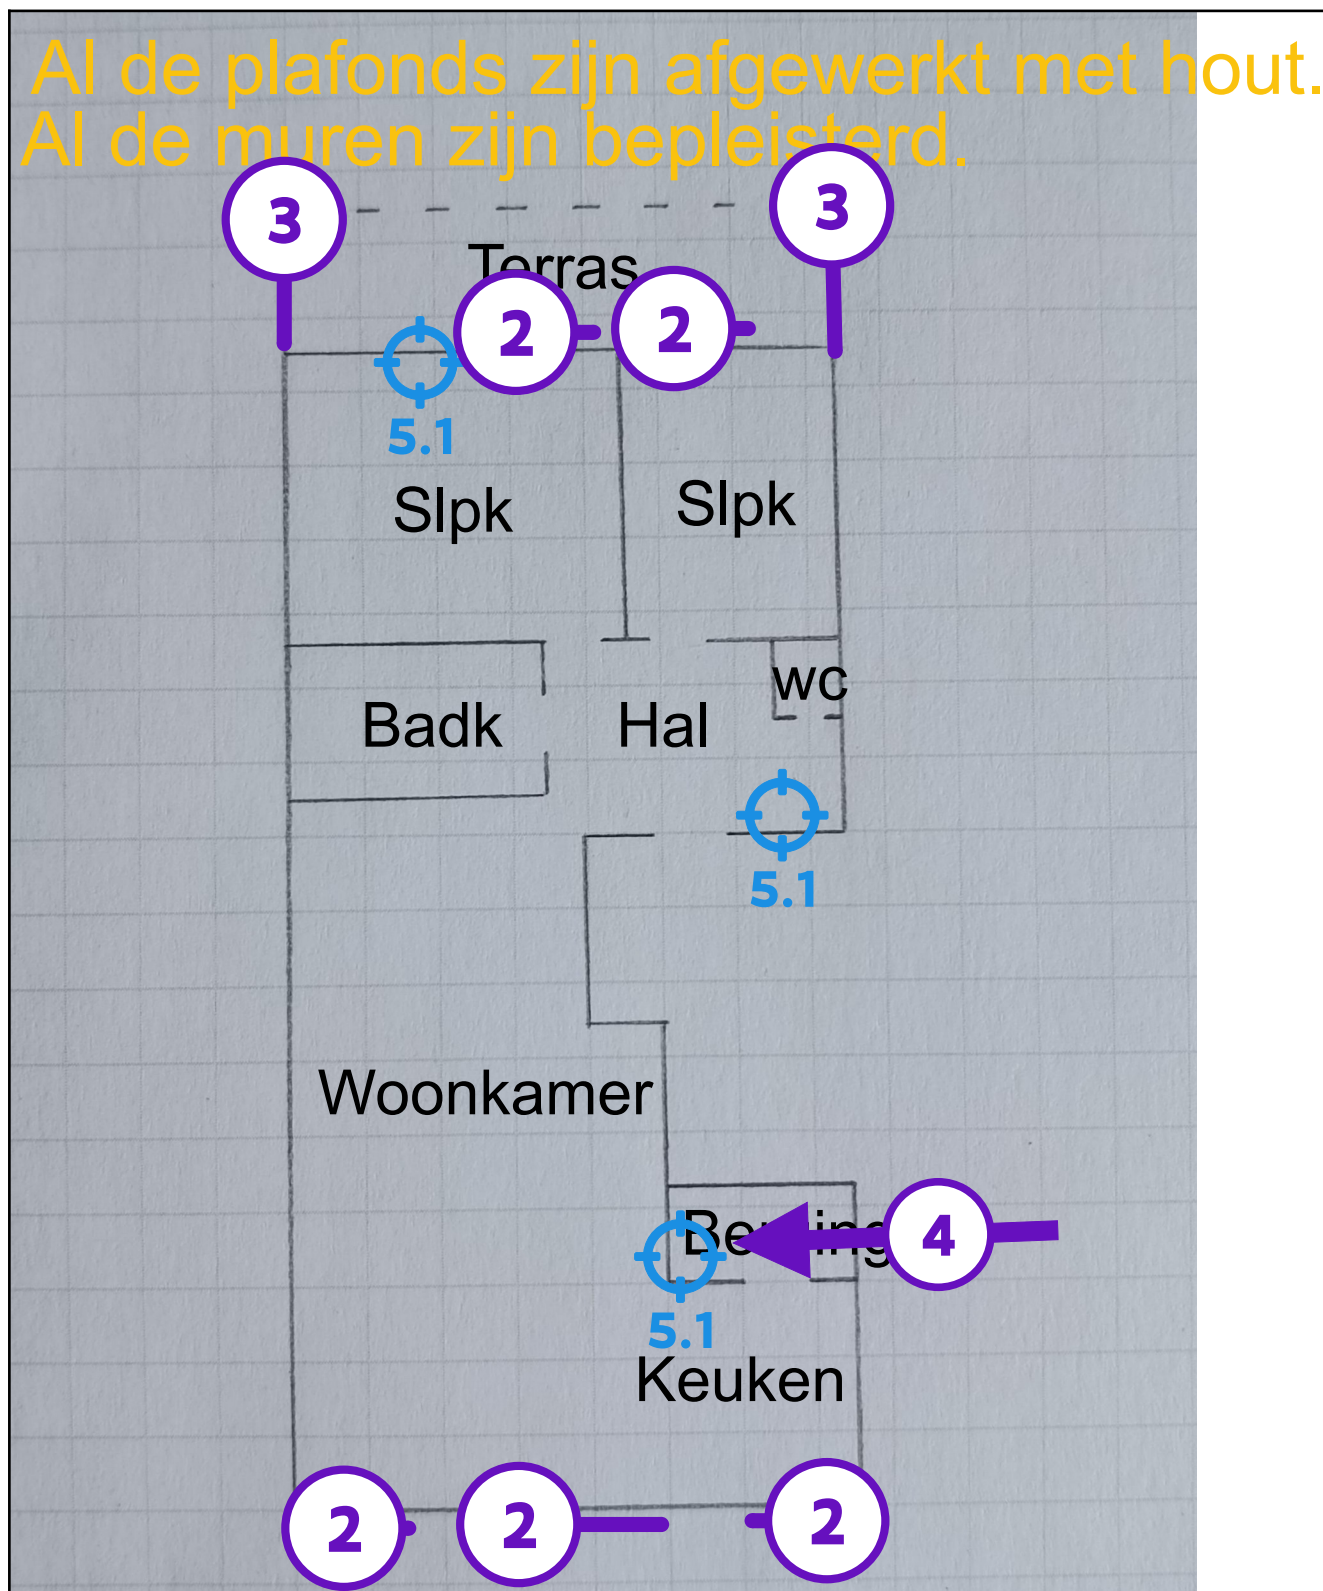 Al de plafonds zijn afgewerkt met hout.
Al de muren zijn bepleisterd.
3
3
Terras
2
2
5.1
Slpk
Slpk
wc
Badk
Hal
5.1
Woonkamer
4
5.1
Keuken
2
2
2